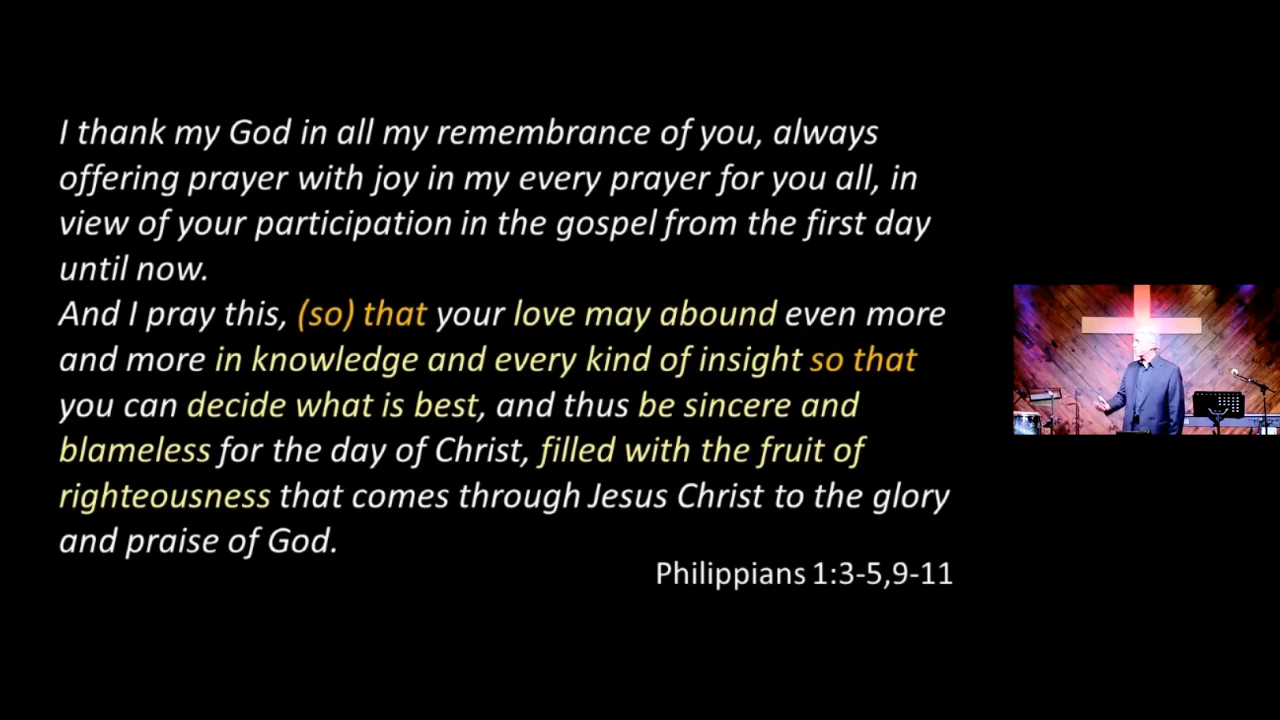 I thank my God in all my remembrance of you, always
offering prayer with joy in my every prayer for you all, in
view of your participation in the gospel from the first day
until now.
And I pray this, (so) that your love may abound even more
and more in knowledge and every kind of insight so that
you can decide what is best, and thus be sincere and
blameless for the day of Christ, filled with the fruit of
righteousness that comes through Jesus Christ to the glory
and praise of God.
Philippians 1:3-5,9-11